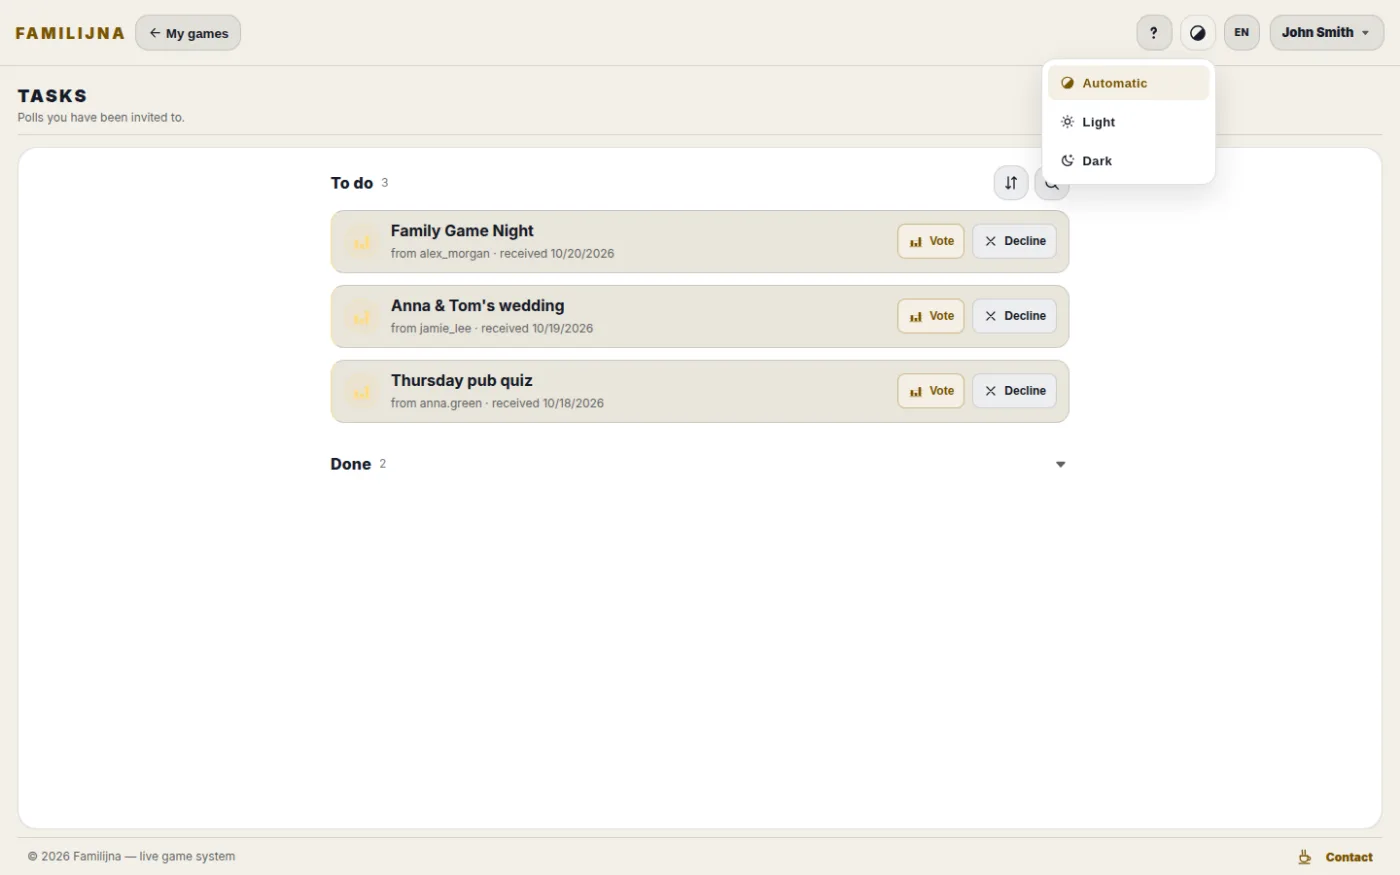 FAMILIJNA
← My games
?
EN
John Smith
Automatic
Light
Dark
TASKS
Polls you have been invited to.
To do 3
Family Game Night
from alex_morgan · received 10/20/2026
Vote
Decline
Anna & Tom's wedding
from jamie_lee · received 10/19/2026
Vote
Decline
Thursday pub quiz
from anna.green · received 10/18/2026
Vote
Decline
Done 2
© 2026 Familijna — live game system
Contact